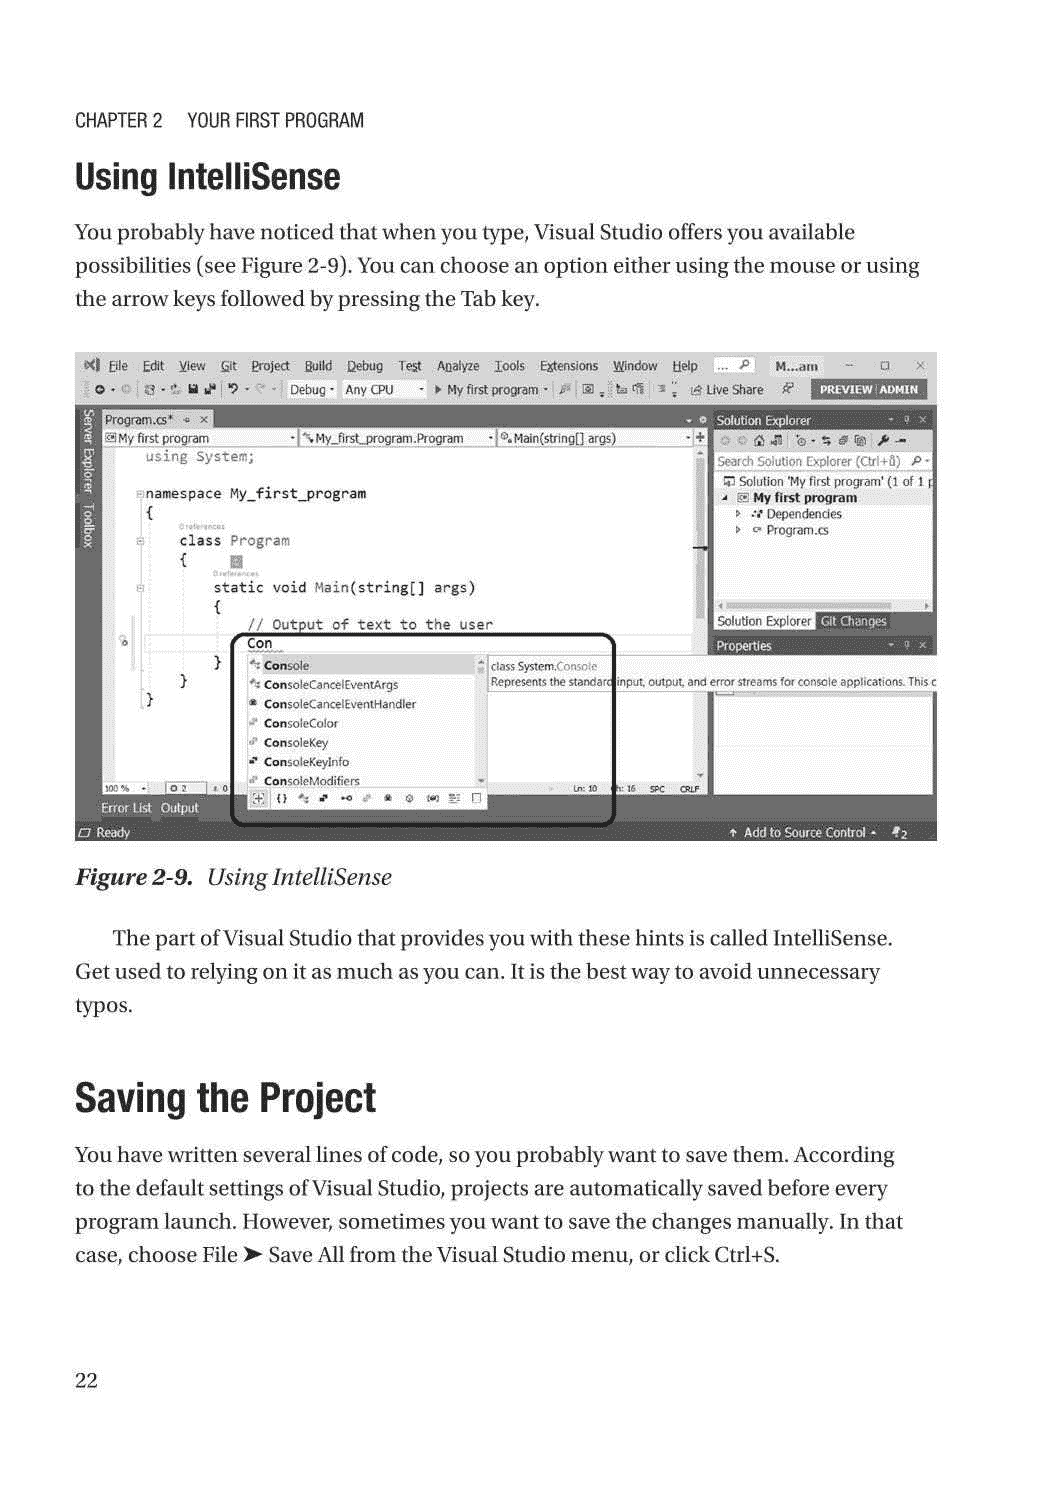 CHAPTER 2 YOUR FIRST PROGRAM
Using IntelliSense
You probably have noticed that when you type, Visual Studio offers you available
possibilities (see Figure 2-9). You can choose an option either using the mouse or using
the arrow keys followed by pressing the Tab key.
File Edit View Git Project Build Debug Test Analyze Tools Extensions Window Help ... M...am
Debug Any CPU My first program Live Share PREVIEW ADMIN
Server Explorer Toolbox
Program.cs*
My first program My_first_program.Program Main(string[] args)
using System;
namespace My_first_program
{
0 references
class Program
{
0 references
static void Main(string[] args)
{
// Output of text to the user
Con
}
}
}
Console
ConsoleCancelEventArgs
ConsoleCancelEventHandler
ConsoleColor
ConsoleKey
ConsoleKeyInfo
ConsoleModifiers
class System.Console
Represents the standard input, output, and error streams for console applications. This c
Solution Explorer
Search Solution Explorer (Ctrl+ů)
Solution 'My first program' (1 of 1 p
My first program
Dependencies
Program.cs
Solution Explorer Git Changes
Properties
100 % 2 0 Ln: 10 Ch: 16 SPC CRLF
Error List Output
Ready Add to Source Control 2
Figure 2-9. Using IntelliSense
The part of Visual Studio that provides you with these hints is called IntelliSense.
Get used to relying on it as much as you can. It is the best way to avoid unnecessary
typos.
Saving the Project
You have written several lines of code, so you probably want to save them. According
to the default settings of Visual Studio, projects are automatically saved before every
program launch. However, sometimes you want to save the changes manually. In that
case, choose File ➤ Save All from the Visual Studio menu, or click Ctrl+S.
22